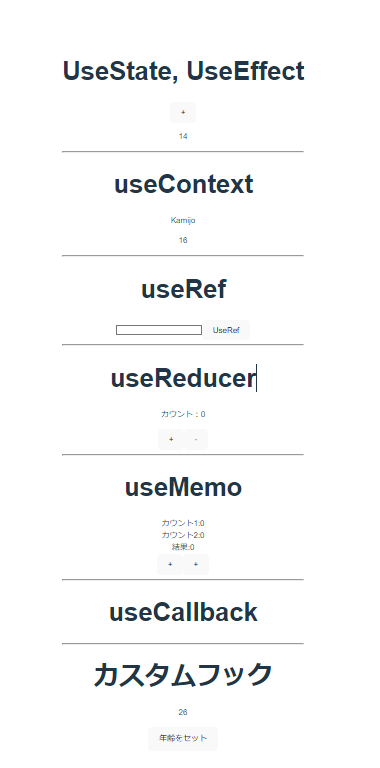 UseState, UseEffect
+
14
useContext
Kamijo
16
useRef
UseRef
useReducer
カウント：0
+ -
useMemo
カウント1:0
カウント2:0
結果:0
+ +
useCallback
カスタムフック
26
年齢をセット